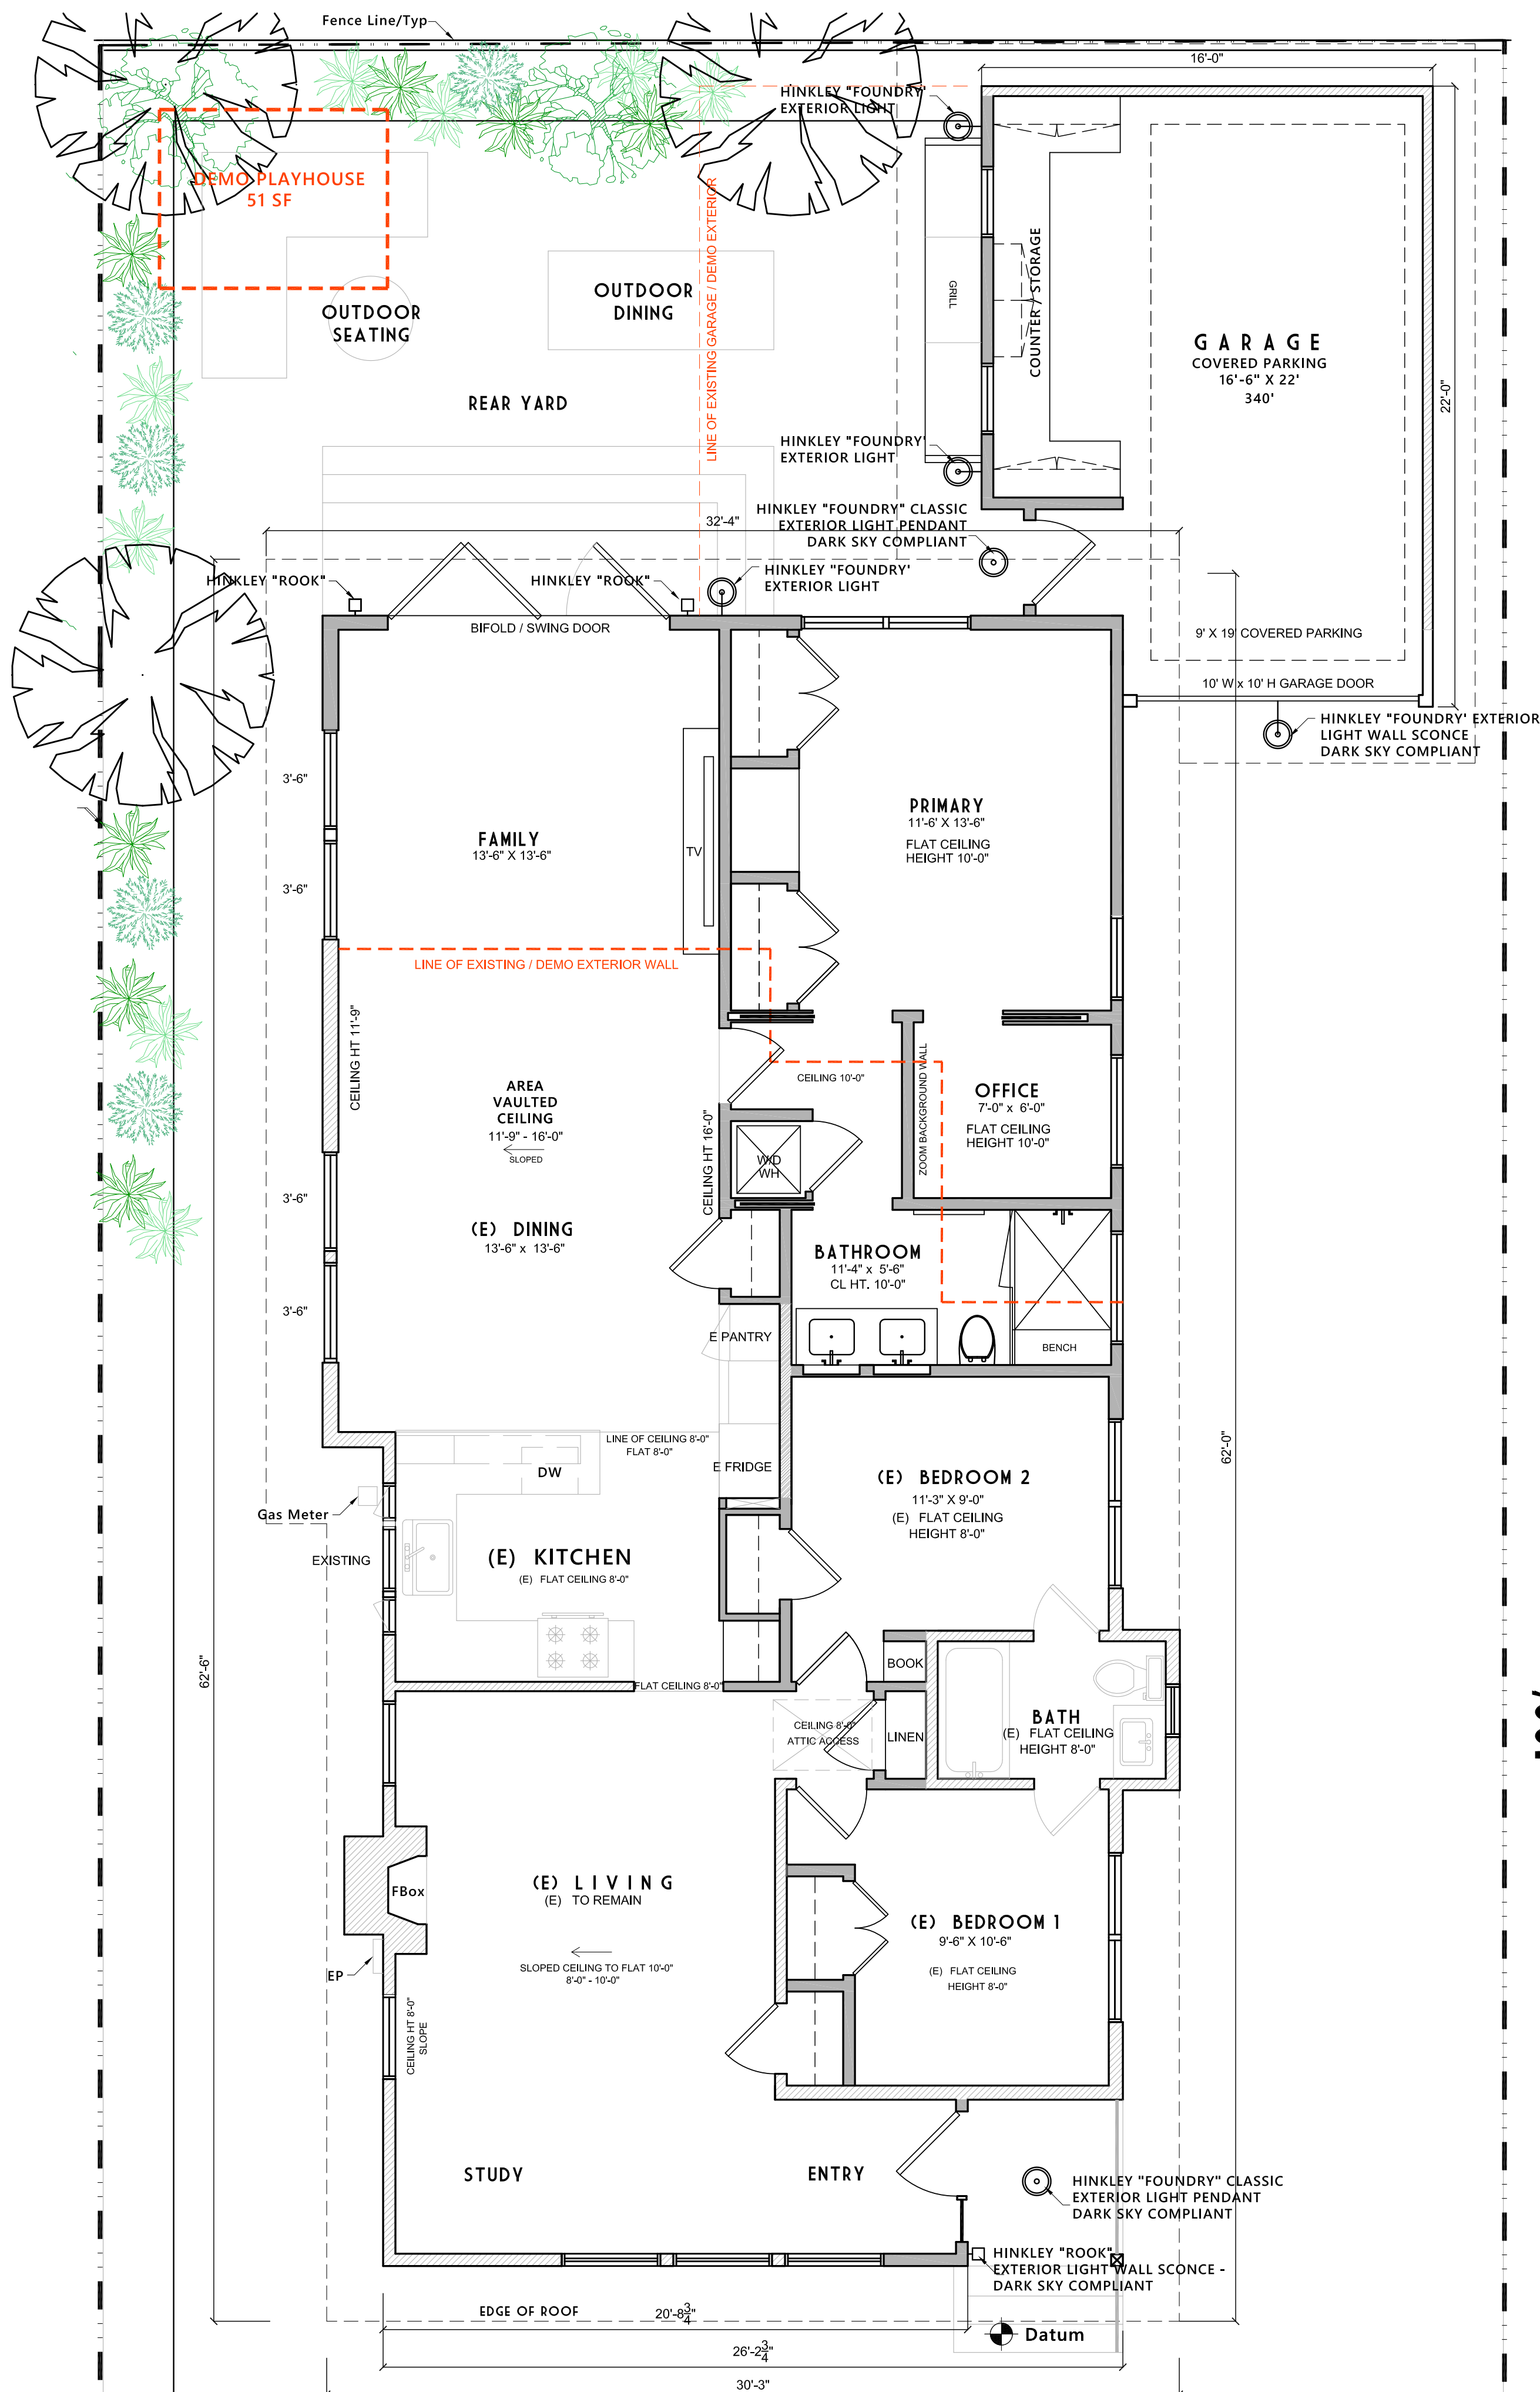 Fence Line/Typ
16'-0"
HINKLEY "FOUNDRY'
EXTERIOR LIGHT
DEMO PLAYHOUSE
51 SF
LINE OF EXISTING GARAGE / DEMO EXTERIOR
OUTDOOR
SEATING
OUTDOOR
DINING
GRILL
COUNTER / STORAGE
GARAGE
COVERED PARKING
16'-6" X 22'
340'
22'-0"
REAR YARD
HINKLEY "FOUNDRY'
EXTERIOR LIGHT
HINKLEY "FOUNDRY" CLASSIC
EXTERIOR LIGHT PENDANT
DARK SKY COMPLIANT
32'-4"
HINKLEY "ROOK"
HINKLEY "ROOK"
HINKLEY "FOUNDRY'
EXTERIOR LIGHT
BIFOLD / SWING DOOR
9' X 19' COVERED PARKING
10' W x 10' H GARAGE DOOR
HINKLEY "FOUNDRY' EXTERIOR
LIGHT WALL SCONCE
DARK SKY COMPLIANT
3'-6"
FAMILY
13'-6" X 13'-6"
TV
PRIMARY
11'-6' X 13'-6"
FLAT CEILING
HEIGHT 10'-0"
3'-6"
LINE OF EXISTING / DEMO EXTERIOR WALL
CEILING HT 11'-9"
AREA
VAULTED
CEILING
11'-9" - 16'-0"
SLOPED
CEILING HT 16'-0"
CEILING 10'-0"
ZOOM BACKGROUND WALL
OFFICE
7'-0" x 6'-0"
FLAT CEILING
HEIGHT 10'-0"
W/D
WH
3'-6"
(E) DINING
13'-6" x 13'-6"
BATHROOM
11'-4" x 5'-6"
CL HT. 10'-0"
3'-6"
E PANTRY
BENCH
LINE OF CEILING 8'-0"
FLAT 8'-0"
DW
E FRIDGE
(E) BEDROOM 2
11'-3" X 9'-0"
(E) FLAT CEILING
HEIGHT 8'-0"
62'-0"
Gas Meter
EXISTING
(E) KITCHEN
(E) FLAT CEILING 8'-0"
62'-6"
FLAT CEILING 8'-0"
BOOK
CEILING 8'-0"
ATTIC ACCESS
LINEN
BATH
(E) FLAT CEILING
HEIGHT 8'-0"
FBox
(E) LIVING
(E) TO REMAIN
(E) BEDROOM 1
9'-6" X 10'-6"
(E) FLAT CEILING
HEIGHT 8'-0"
SLOPED CEILING TO FLAT 10'-0"
8'-0" - 10'-0"
EP
CEILING HT 8'-0"
SLOPE
STUDY
ENTRY
HINKLEY "FOUNDRY" CLASSIC
EXTERIOR LIGHT PENDANT
DARK SKY COMPLIANT
HINKLEY "ROOK"
EXTERIOR LIGHT WALL SCONCE -
DARK SKY COMPLIANT
EDGE OF ROOF
20'-8 3/4"
Datum
26'-2 3/4"
30'-3"